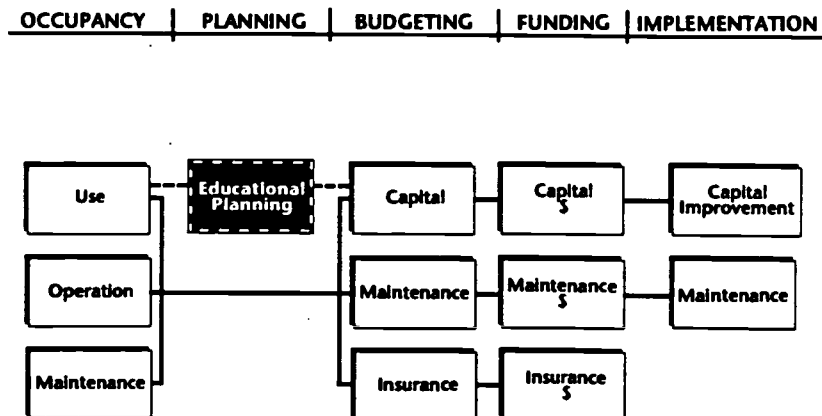 OCCUPANCY | PLANNING | BUDGETING | FUNDING | IMPLEMENTATION
Use
Educational
Planning
Capital
Capital
$
Capital
Improvement
Operation
Maintenance
Maintenance
$
Maintenance
Maintenance
Insurance
Insurance
$